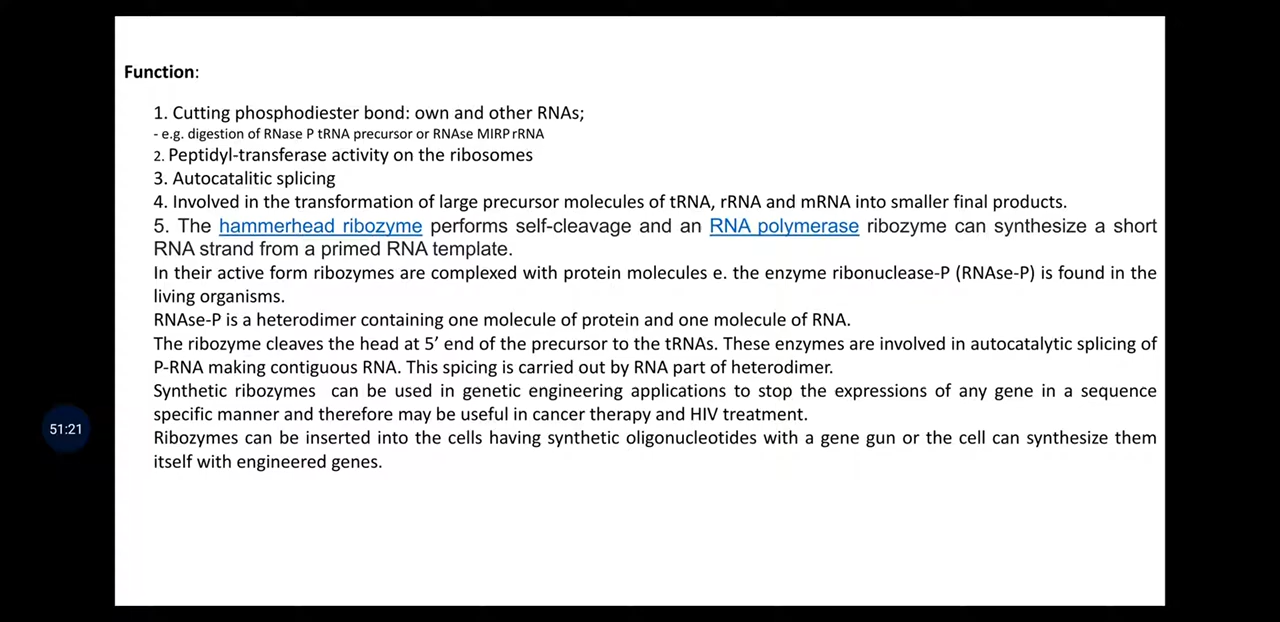 Function:
1. Cutting phosphodiester bond: own and other RNAs;
- e.g. digestion of RNase P tRNA precursor or RNAse MIRP rRNA
2. Peptidyl-transferase activity on the ribosomes
3. Autocatalitic splicing
4. Involved in the transformation of large precursor molecules of tRNA, rRNA and mRNA into smaller final products.
5. The hammerhead ribozyme performs self-cleavage and an RNA polymerase ribozyme can synthesize a short
RNA strand from a primed RNA template.
In their active form ribozymes are complexed with protein molecules e. the enzyme ribonuclease-P (RNAse-P) is found in the
living organisms.
RNAse-P is a heterodimer containing one molecule of protein and one molecule of RNA.
The ribozyme cleaves the head at 5’ end of the precursor to the tRNAs. These enzymes are involved in autocatalytic splicing of
P-RNA making contiguous RNA. This spicing is carried out by RNA part of heterodimer.
Synthetic ribozymes can be used in genetic engineering applications to stop the expressions of any gene in a sequence
specific manner and therefore may be useful in cancer therapy and HIV treatment.
51:21
Ribozymes can be inserted into the cells having synthetic oligonucleotides with a gene gun or the cell can synthesize them
itself with engineered genes.